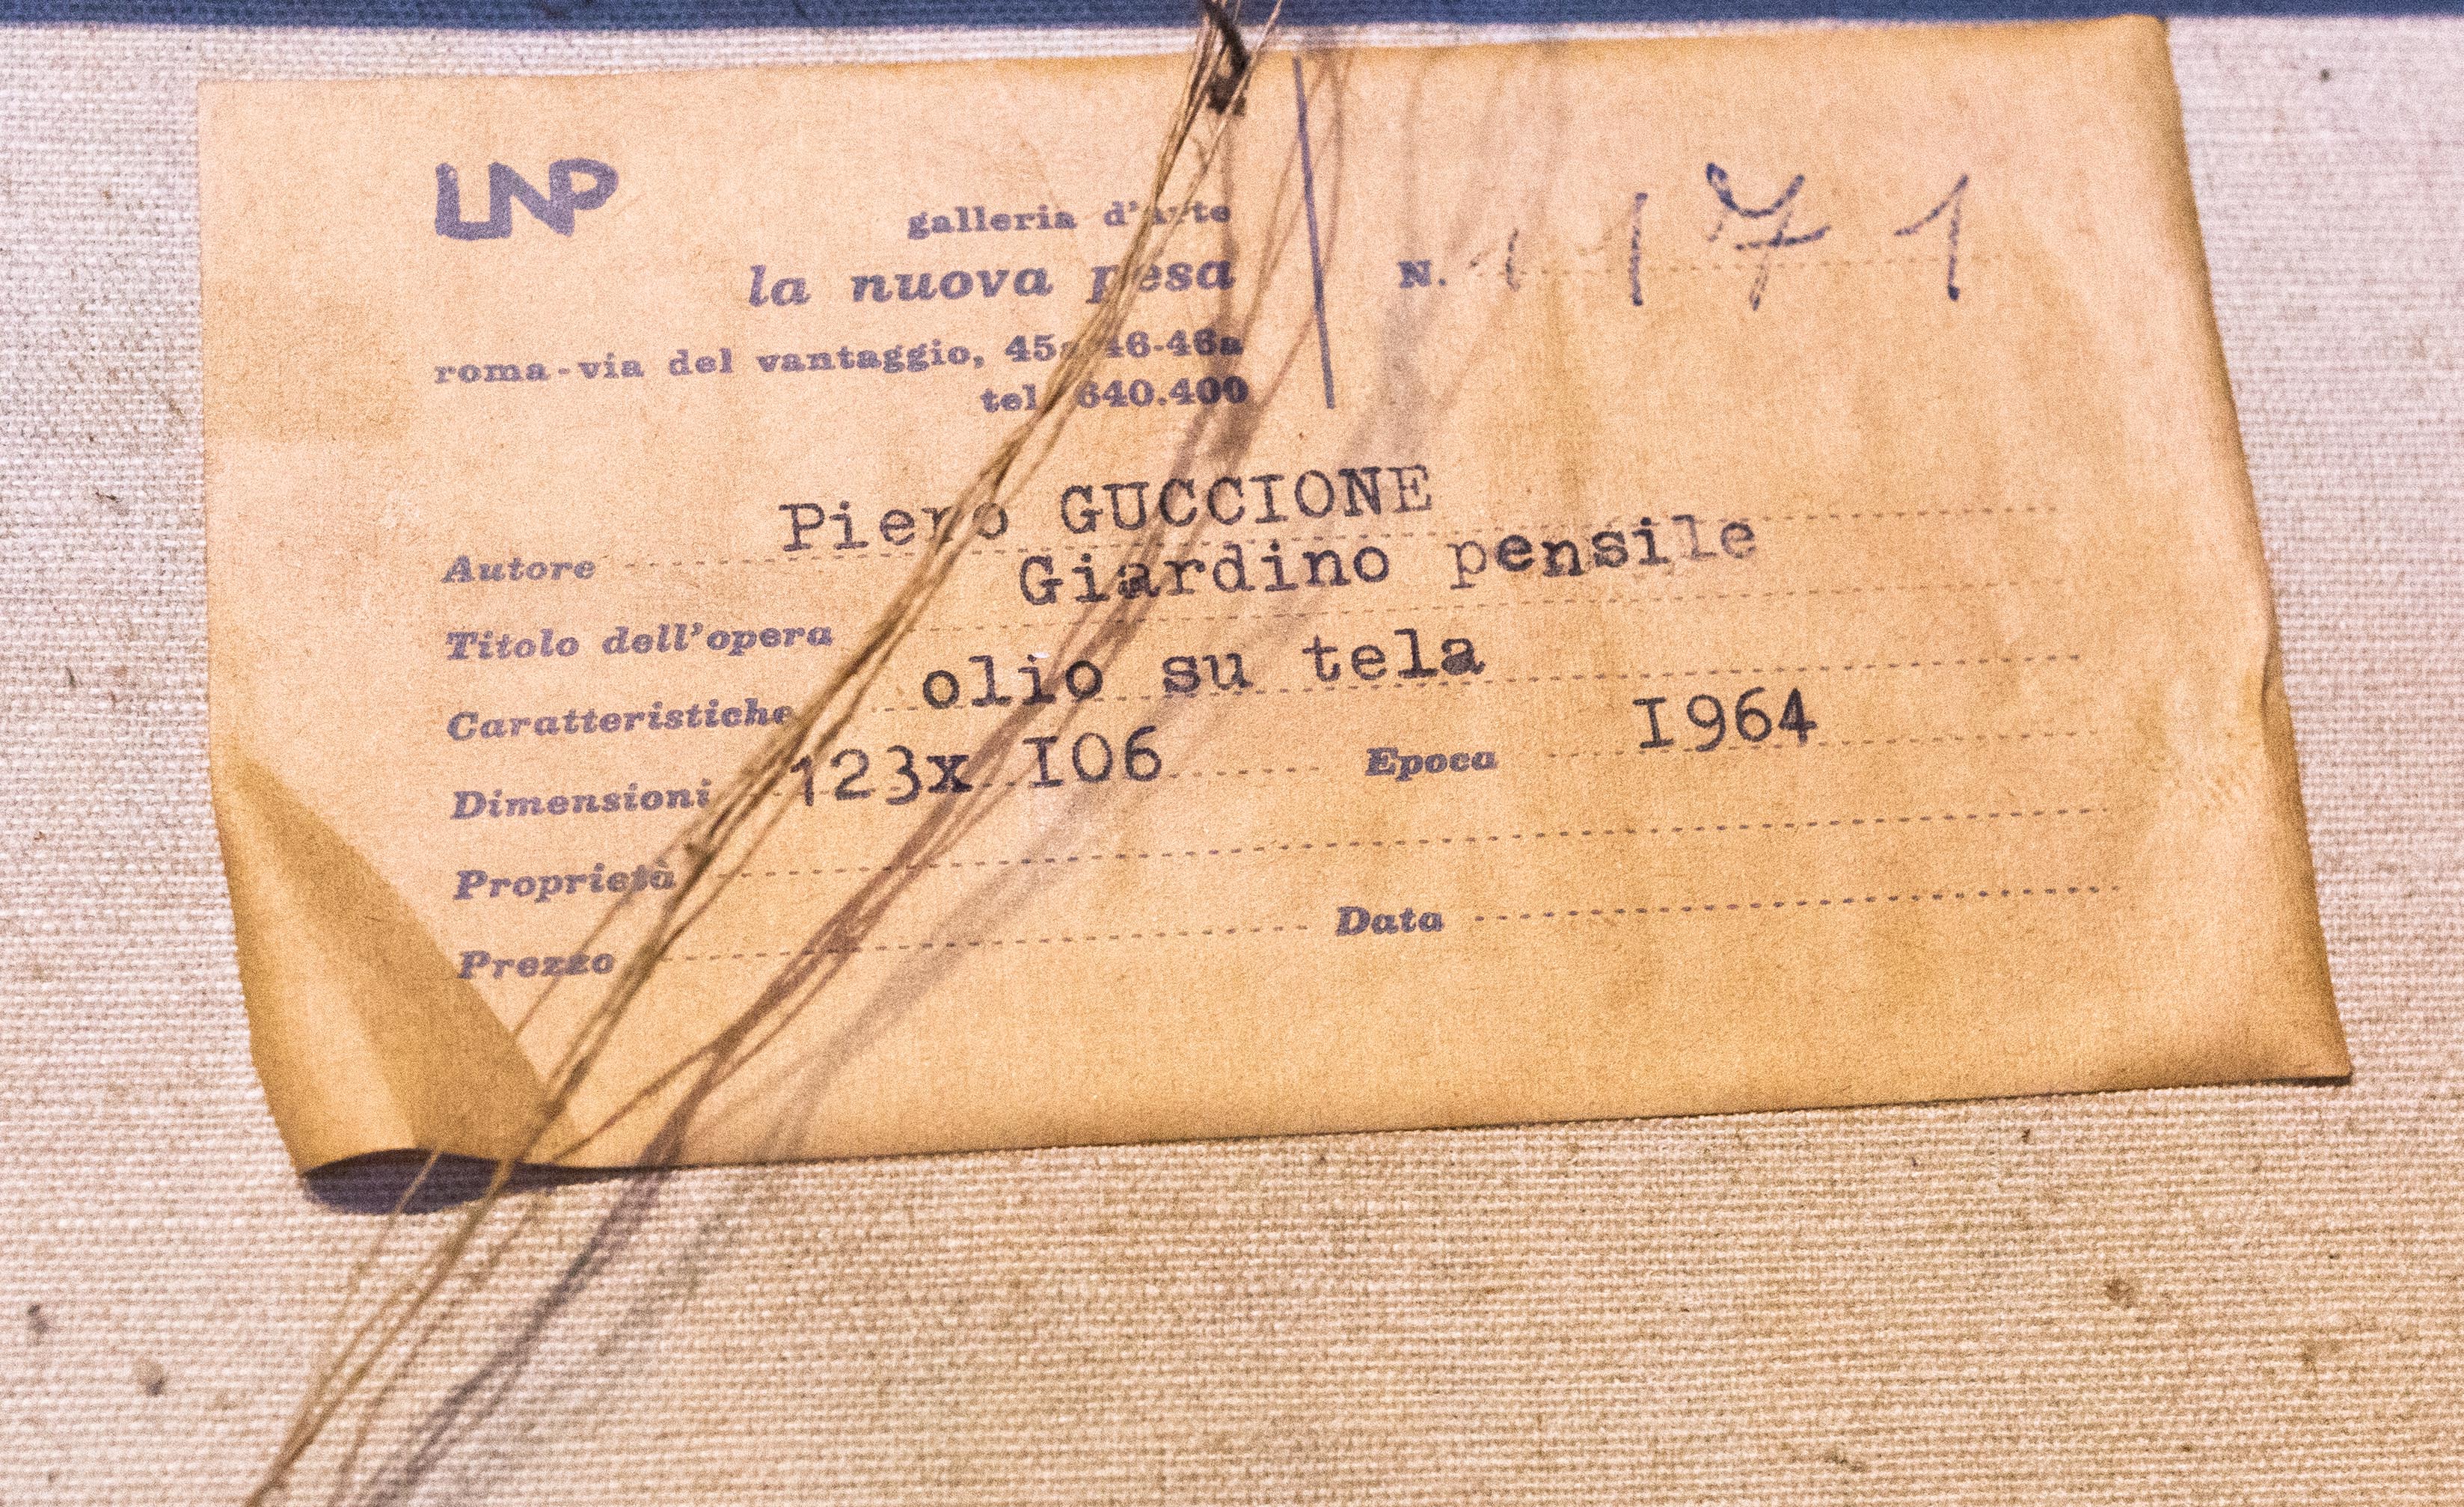 LNP
galleria d'arte
la nuova pesa
roma-via del vantaggio, 45a 46-46a
tel. 640.400
N. 1171
Autore Piero GUCCIONE
Titolo dell'opera Giardino pensile
Caratteristiche olio su tela
Dimensioni 123x I06 Epoca I964
Proprietà
Prezzo Data